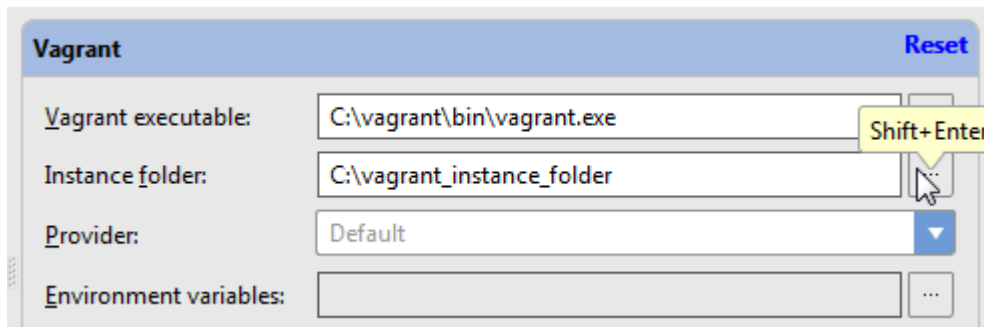 Vagrant Reset
Vagrant executable: C:\vagrant\bin\vagrant.exe
Shift+Enter
Instance folder: C:\vagrant_instance_folder ...
Provider: Default
Environment variables: ...